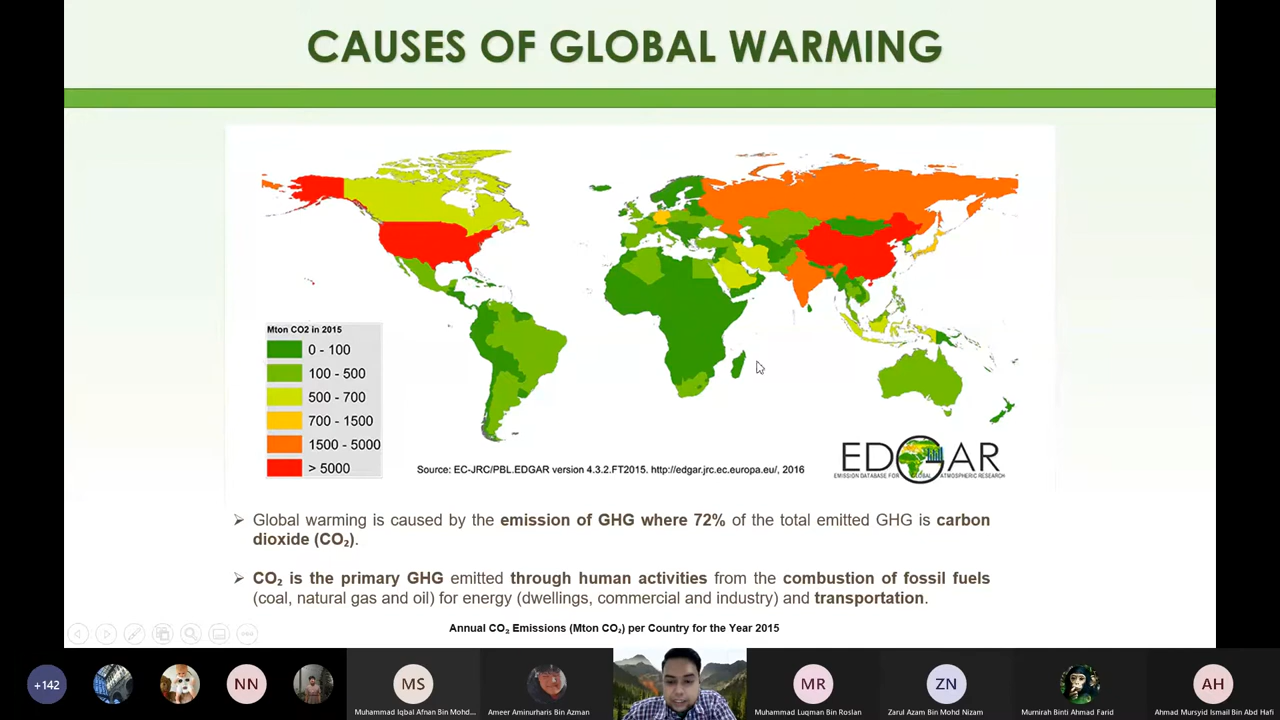 CAUSES OF GLOBAL WARMING
Mton CO2 in 2015
0 - 100
100 - 500
500 - 700
700 - 1500
1500 - 5000
> 5000
Source: EC-JRC/PBL.EDGAR version 4.3.2.FT2015. http://edgar.jrc.ec.europa.eu/, 2016
EDGAR
EMISSION DATABASE FOR GLOBAL ATMOSPHERIC RESEARCH
➢ Global warming is caused by the emission of GHG where 72% of the total emitted GHG is carbon
dioxide (CO₂).
➢ CO₂ is the primary GHG emitted through human activities from the combustion of fossil fuels
(coal, natural gas and oil) for energy (dwellings, commercial and industry) and transportation.
Annual CO₂ Emissions (Mton CO₂) per Country for the Year 2015
+142
NN
MS
MR
ZN
AH
Muhammad Iqbal Afnan Bin Mohd...
Ameer Aminurharis Bin Azman
Muhammad Luqman Bin Roslan
Zarul Azam Bin Mohd Nizam
Murnirah Binti Ahmad Farid
Ahmad Mursyid Ismail Bin Abd Hafi